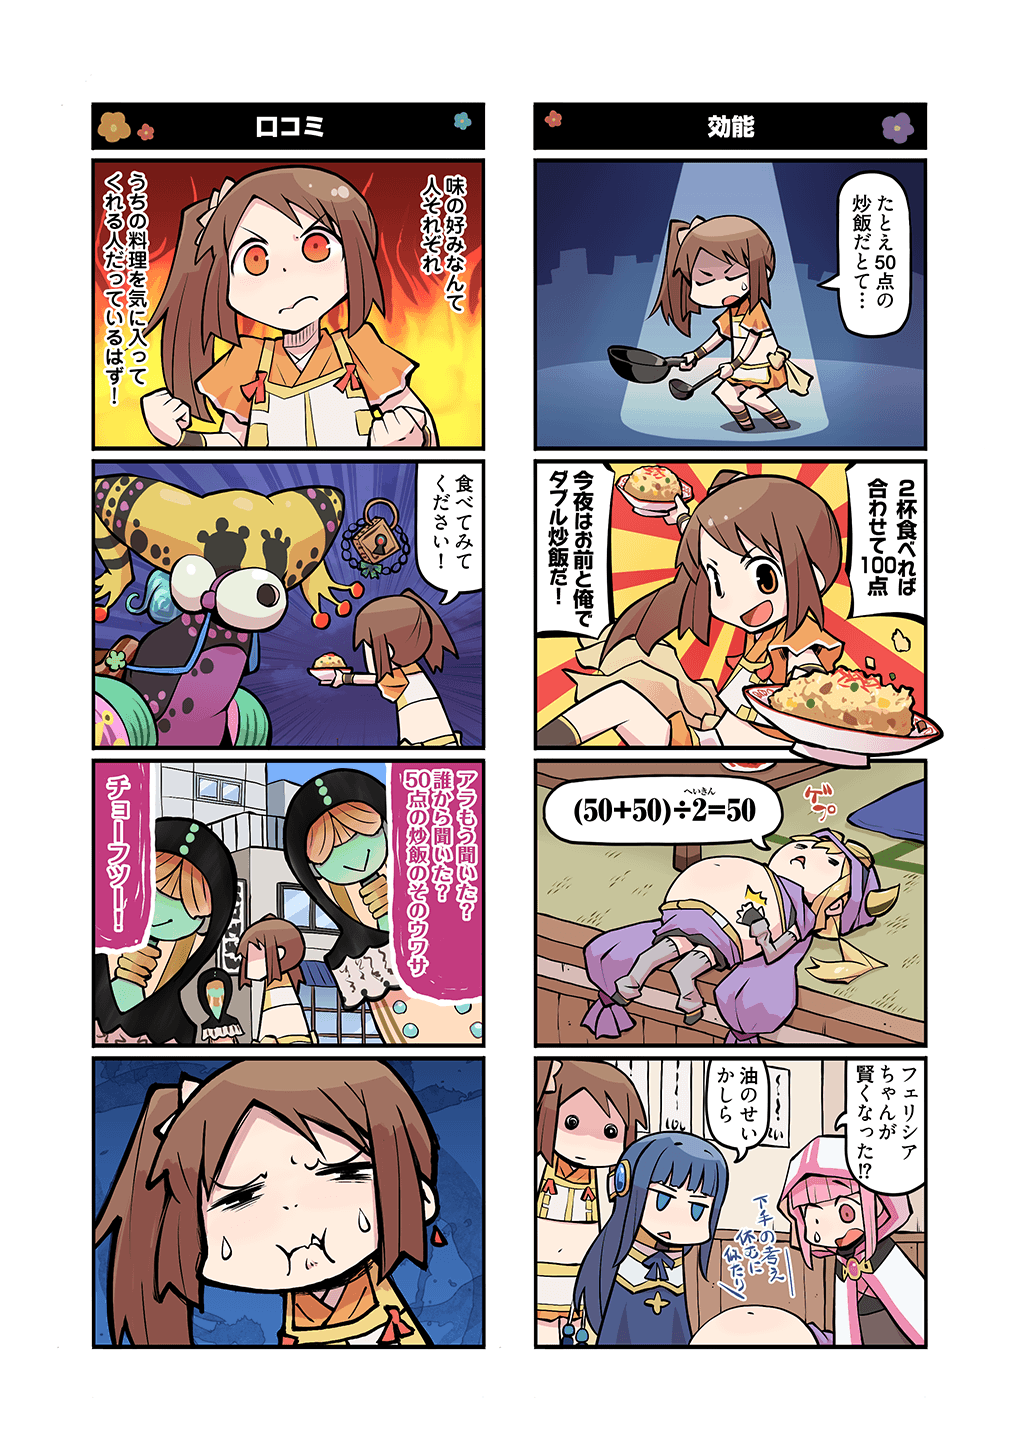 効能
たとえ50点の
炒飯だとて…
2杯食べれば
合わせて100点
今夜はお前と俺で
ダブル炒飯だ！
ゲプ
へいきん
(50+50)÷2=50
フェリシア
ちゃんが
賢くなった!?
油のせい
かしら
下手の考え
休むに
似たり
口コミ
味の好みなんて
人それぞれ
うちの料理を気に入って
くれる人だっているはず！
食べてみて
ください！
アラもう聞いた？
誰から聞いた？
50点の炒飯のそのウワサ
チョーフツー！